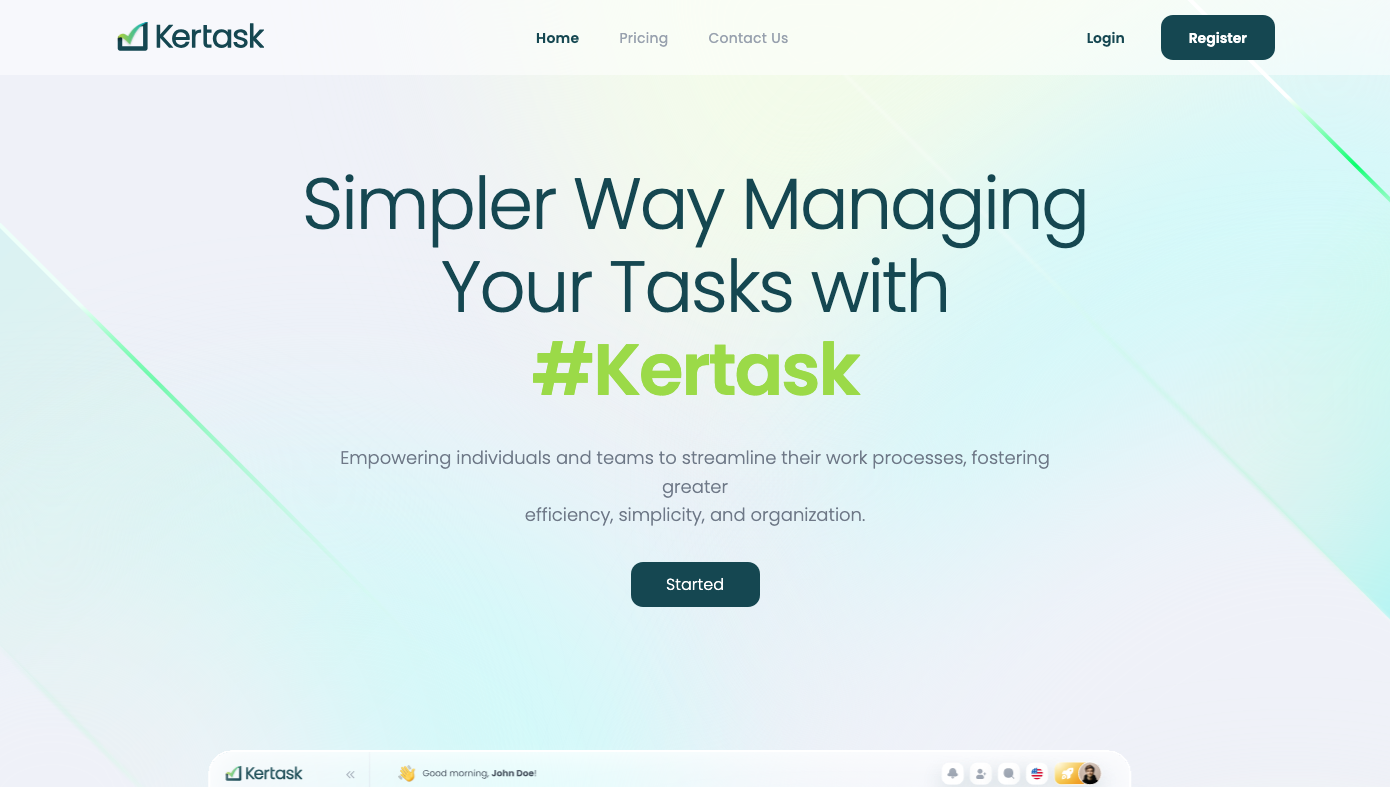 Kertask
Home
Pricing
Contact Us
Login
Register
Simpler Way Managing
Your Tasks with
#Kertask
Empowering individuals and teams to streamline their work processes, fostering
greater
efficiency, simplicity, and organization.
Started
Kertask
Good morning, John Doe!